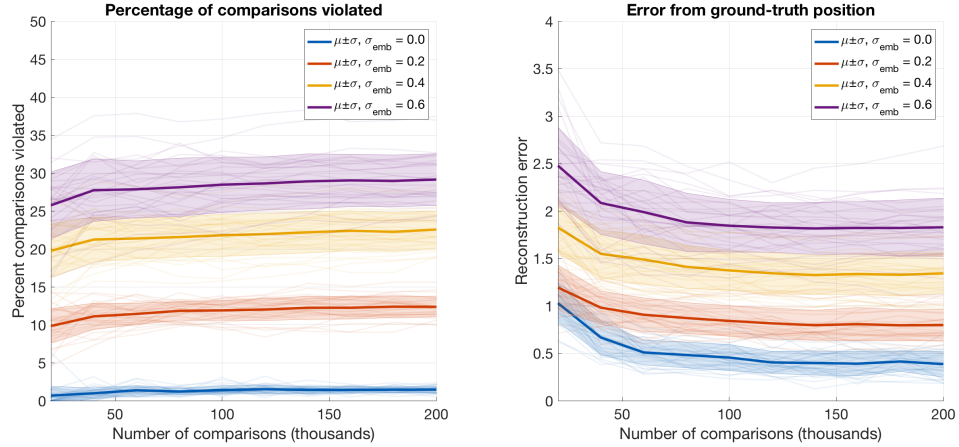 Percentage of comparisons violated
Percent comparisons violated
50
45
40
35
30
25
20
15
10
5
0
50
100
150
200
Number of comparisons (thousands)
μ±σ, σemb = 0.0
μ±σ, σemb = 0.2
μ±σ, σemb = 0.4
μ±σ, σemb = 0.6
Error from ground-truth position
Reconstruction error
4
3.5
3
2.5
2
1.5
1
0.5
0
50
100
150
200
Number of comparisons (thousands)
μ±σ, σemb = 0.0
μ±σ, σemb = 0.2
μ±σ, σemb = 0.4
μ±σ, σemb = 0.6